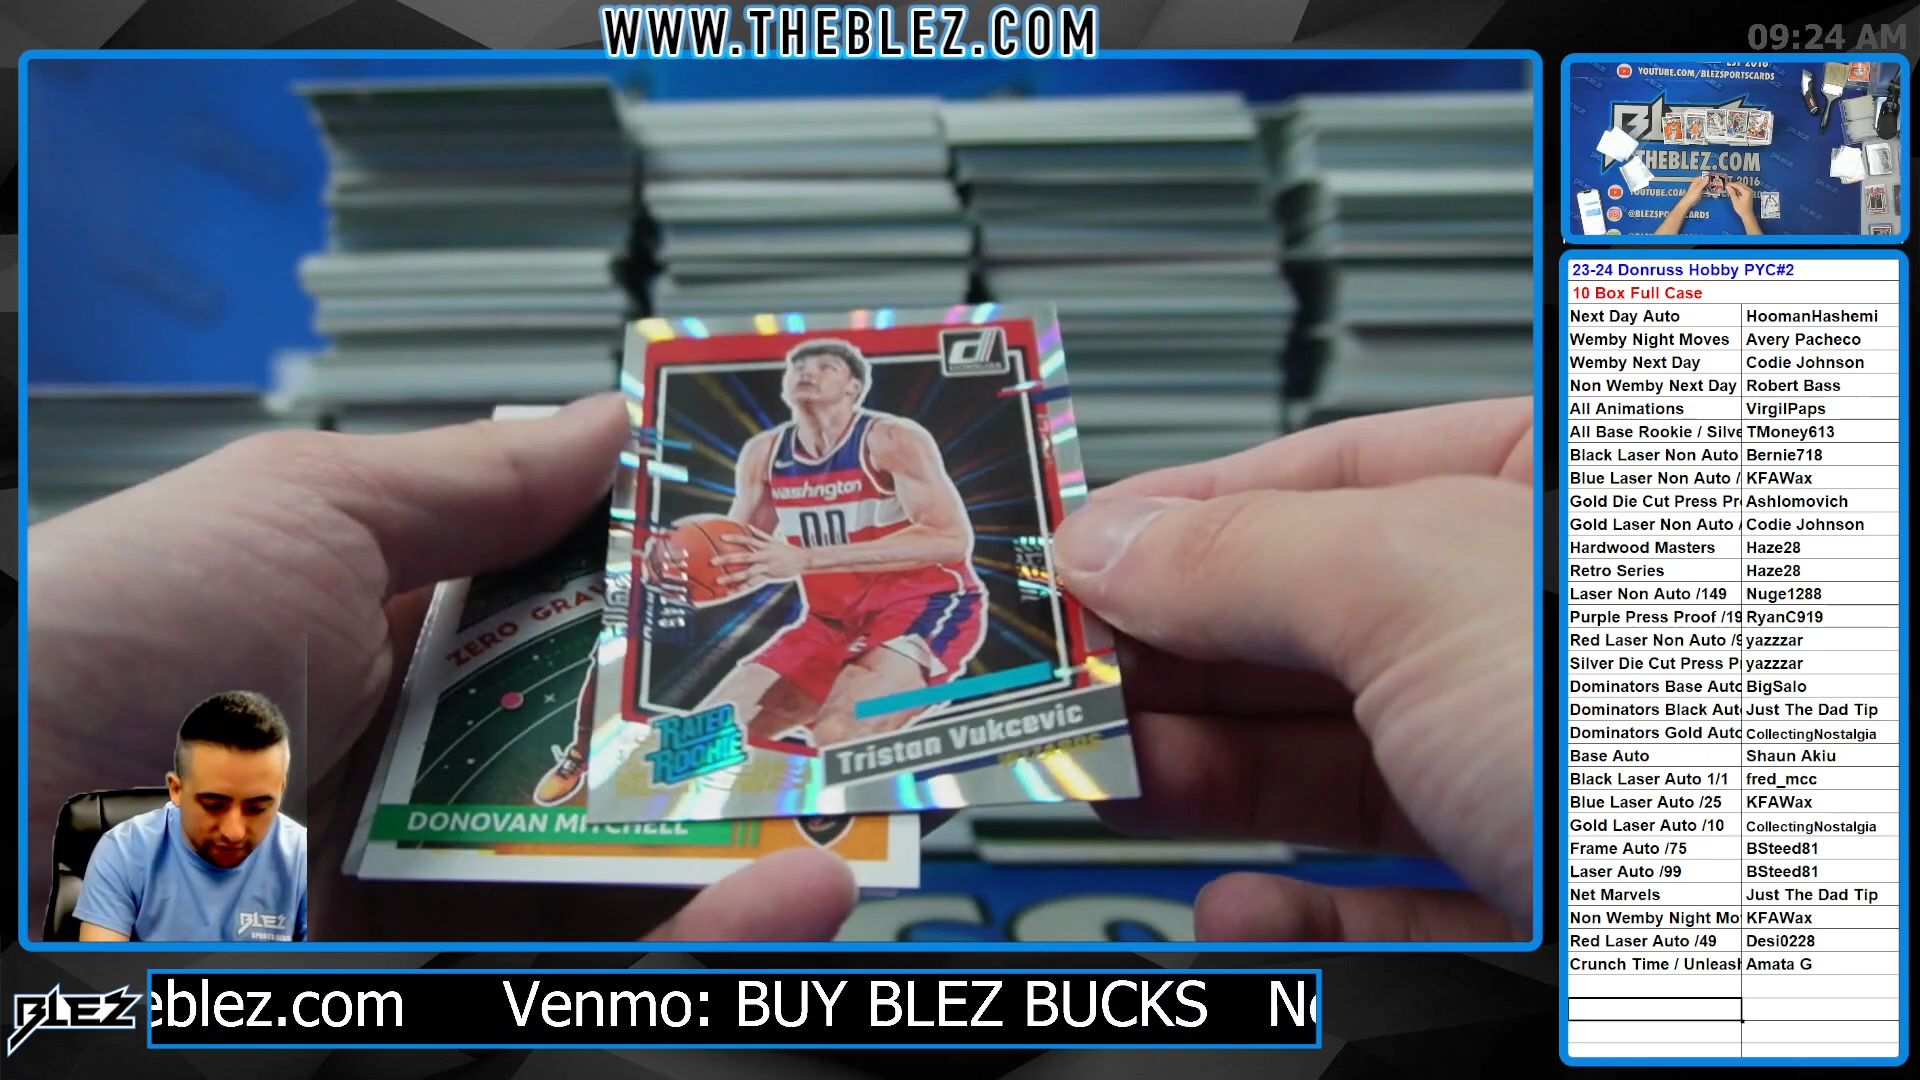 WWW.THEBLEZ.COM
09:24 AM
YOUTUBE.COM/BLEZSPORTSCARDS
THEBLEZ.COM
washington
00
RATED
ROOKIE
Tristan Vukcevic
ZERO
DONOVAN MITCHELL
BLEZ
23-24 Donruss Hobby PYC#2
10 Box Full Case
Next Day Auto HoomanHashemi
Wemby Night Moves Avery Pacheco
Wemby Next Day Codie Johnson
Non Wemby Next Day Robert Bass
All Animations VirgilPaps
All Base Rookie / Silve TMoney613
Black Laser Non Auto Bernie718
Blue Laser Non Auto / KFAWax
Gold Die Cut Press Pr Ashlomovich
Gold Laser Non Auto / Codie Johnson
Hardwood Masters Haze28
Retro Series Haze28
Laser Non Auto /149 Nuge1288
Purple Press Proof /19 RyanC919
Red Laser Non Auto /9 yazzzar
Silver Die Cut Press P yazzzar
Dominators Base Auto BigSalo
Dominators Black Aut Just The Dad Tip
Dominators Gold Auto CollectingNostalgia
Base Auto Shaun Akiu
Black Laser Auto 1/1 fred_mcc
Blue Laser Auto /25 KFAWax
Gold Laser Auto /10 CollectingNostalgia
Frame Auto /75 BSteed81
Laser Auto /99 BSteed81
Net Marvels Just The Dad Tip
Non Wemby Night Mo KFAWax
Red Laser Auto /49 Desi0228
Crunch Time / Unleash Amata G
BLEZ
eblez.com Venmo: BUY BLEZ BUCKS